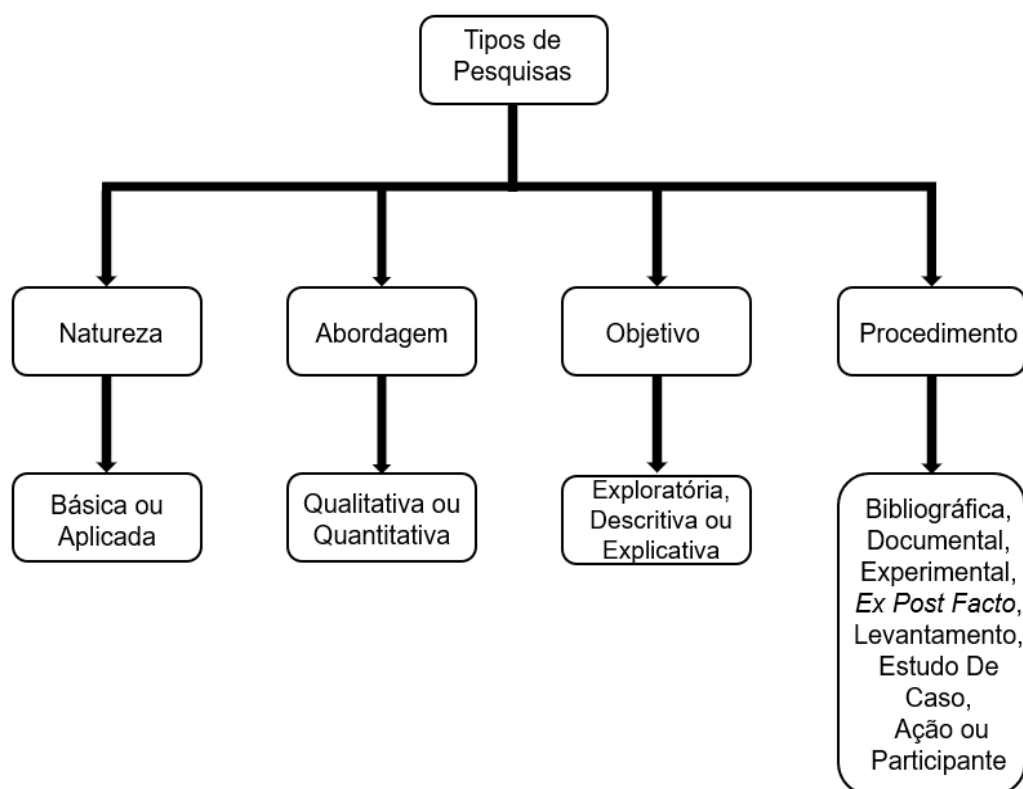 Tipos de
Pesquisas
Natureza
Abordagem
Objetivo
Procedimento
Básica ou
Aplicada
Qualitativa ou
Quantitativa
Exploratória,
Descritiva ou
Explicativa
Bibliográfica,
Documental,
Experimental,
Ex Post Facto,
Levantamento,
Estudo De
Caso,
Ação ou
Participante